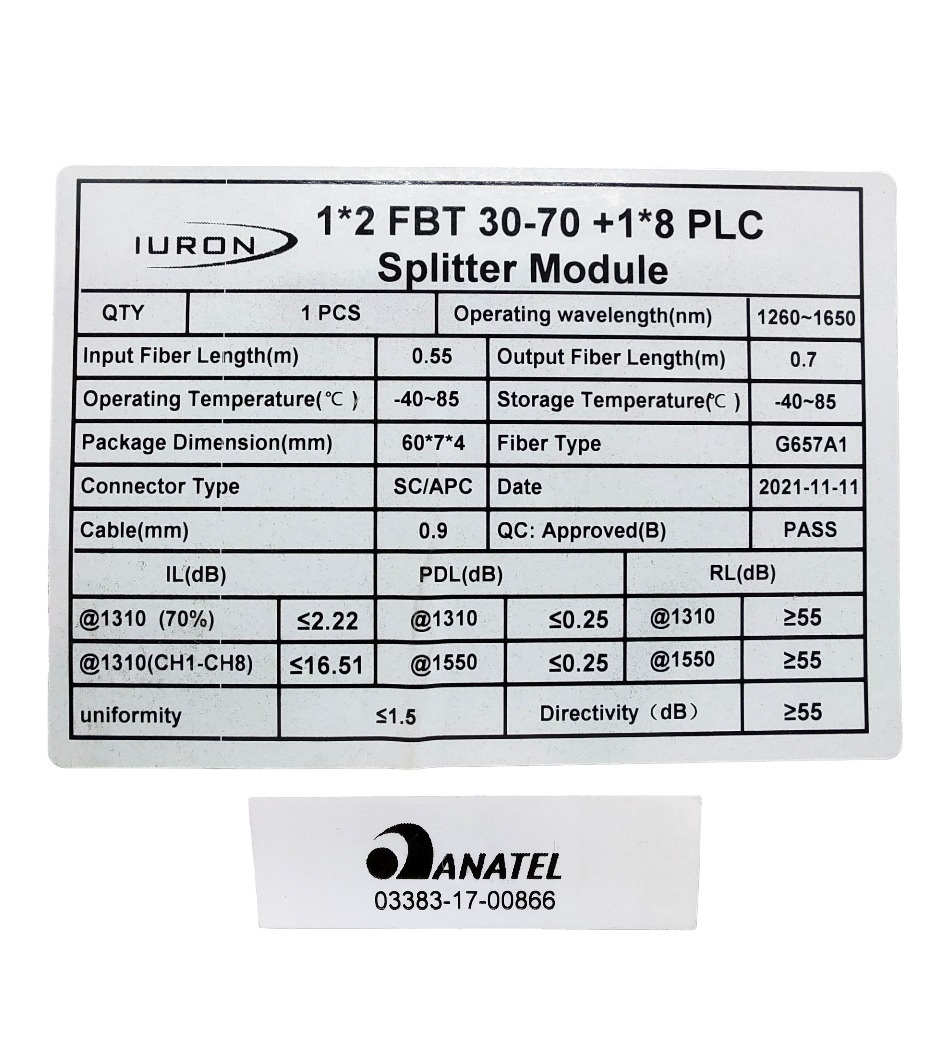 IURON
1*2 FBT 30-70 +1*8 PLC
Splitter Module
QTY 1 PCS Operating wavelength(nm) 1260~1650
Input Fiber Length(m) 0.55 Output Fiber Length(m) 0.7
Operating Temperature(℃ ) -40~85 Storage Temperature(℃ ) -40~85
Package Dimension(mm) 60*7*4 Fiber Type G657A1
Connector Type SC/APC Date 2021-11-11
Cable(mm) 0.9 QC: Approved(B) PASS
IL(dB) PDL(dB) RL(dB)
@1310 (70%) ≤2.22 @1310 ≤0.25 @1310 ≥55
@1310(CH1-CH8) ≤16.51 @1550 ≤0.25 @1550 ≥55
uniformity ≤1.5 Directivity（dB） ≥55
ANATEL
03383-17-00866